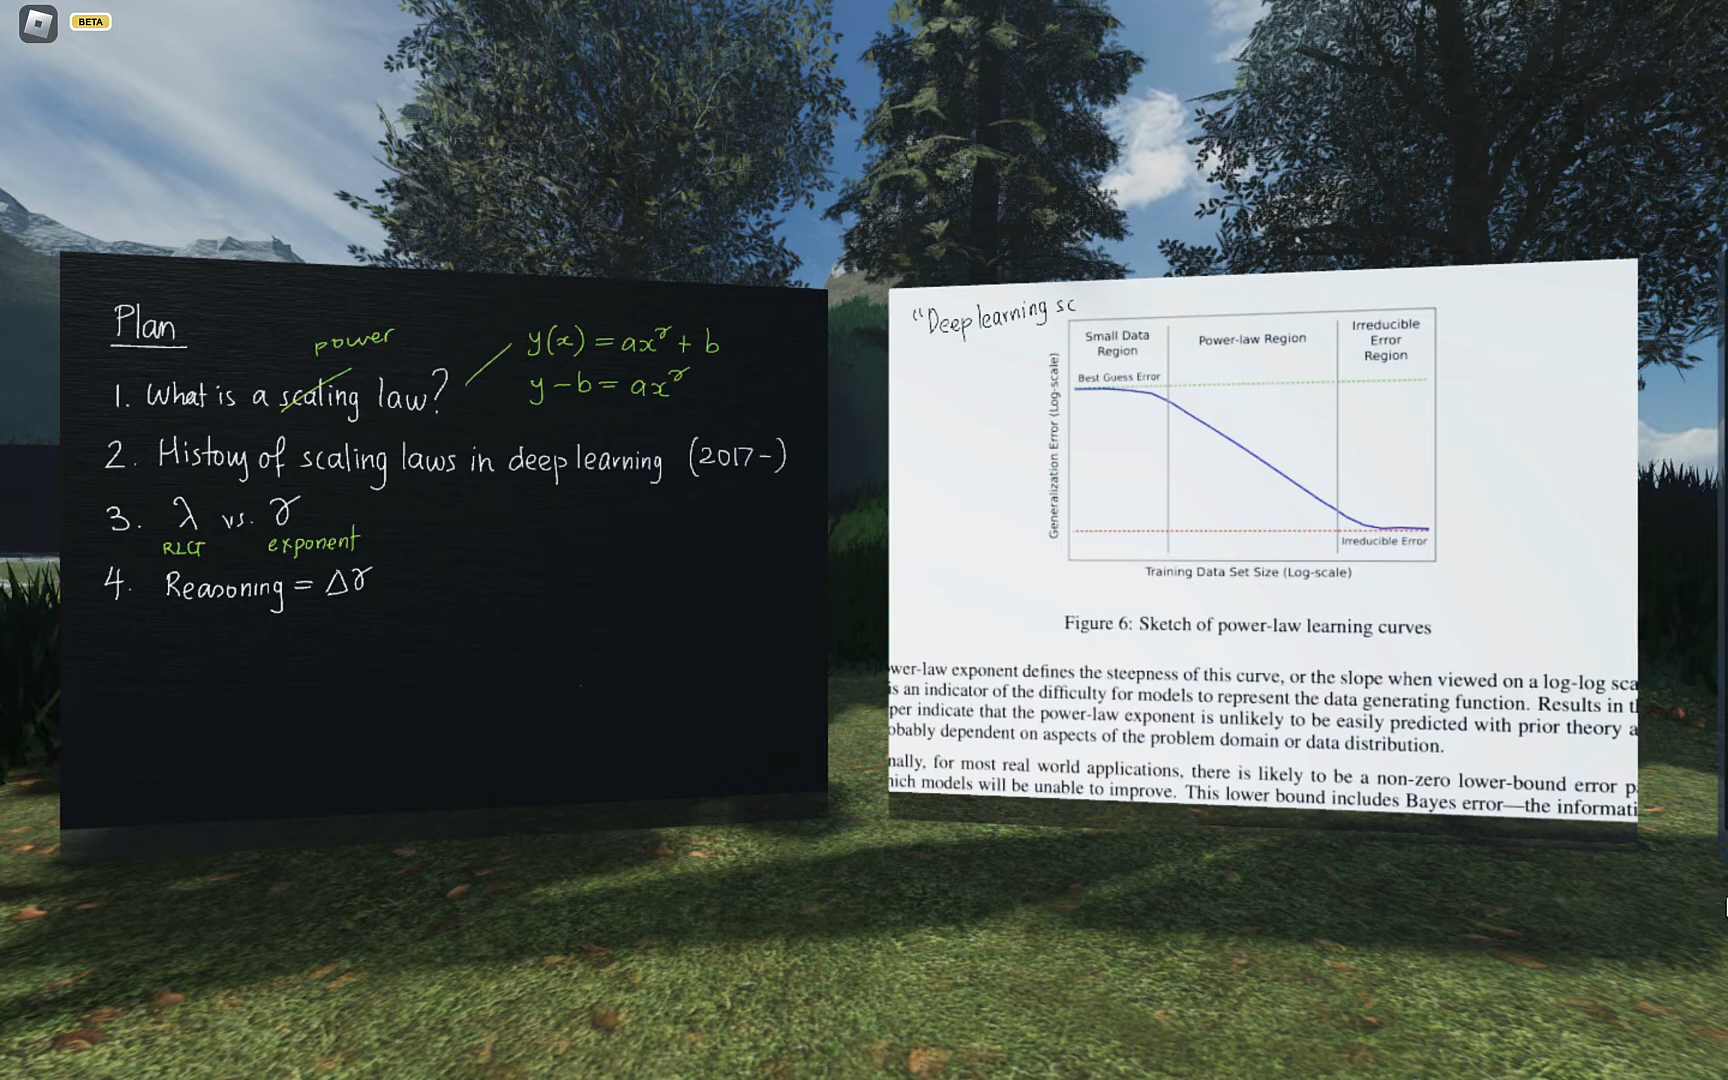 BETA
Plan
power
1. What is a scaling law?
y(x) = axᵞ + b
y - b = axᵞ
2. History of scaling laws in deep learning (2017-)
3. λ vs. γ
RLCT exponent
4. Reasoning = Δγ
"Deep learning sc
Small Data Region
Power-law Region
Irreducible Error Region
Best Guess Error
Generalization Error (Log-scale)
Irreducible Error
Training Data Set Size (Log-scale)
Figure 6: Sketch of power-law learning curves
wer-law exponent defines the steepness of this curve, or the slope when viewed on a log-log sca
is an indicator of the difficulty for models to represent the data generating function. Results in t
per indicate that the power-law exponent is unlikely to be easily predicted with prior theory a
obably dependent on aspects of the problem domain or data distribution.
nally, for most real world applications, there is likely to be a non-zero lower-bound error p
hich models will be unable to improve. This lower bound includes Bayes error—the informati